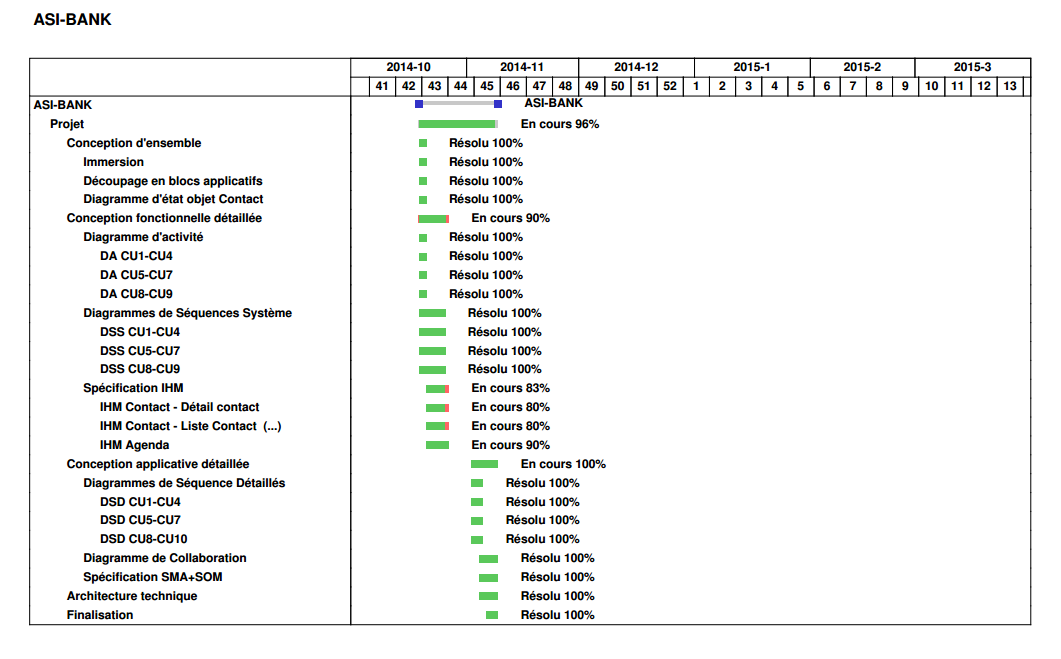 ASI-BANK
2014-10 2014-11 2014-12 2015-1 2015-2 2015-3
41 42 43 44 45 46 47 48 49 50 51 52 1 2 3 4 5 6 7 8 9 10 11 12 13
ASI-BANK ASI-BANK
Projet En cours 96%
Conception d'ensemble Résolu 100%
Immersion Résolu 100%
Découpage en blocs applicatifs Résolu 100%
Diagramme d'état objet Contact Résolu 100%
Conception fonctionnelle détaillée En cours 90%
Diagramme d'activité Résolu 100%
DA CU1-CU4 Résolu 100%
DA CU5-CU7 Résolu 100%
DA CU8-CU9 Résolu 100%
Diagrammes de Séquences Système Résolu 100%
DSS CU1-CU4 Résolu 100%
DSS CU5-CU7 Résolu 100%
DSS CU8-CU9 Résolu 100%
Spécification IHM En cours 83%
IHM Contact - Détail contact En cours 80%
IHM Contact - Liste Contact (...) En cours 80%
IHM Agenda En cours 90%
Conception applicative détaillée En cours 100%
Diagrammes de Séquence Détaillés Résolu 100%
DSD CU1-CU4 Résolu 100%
DSD CU5-CU7 Résolu 100%
DSD CU8-CU10 Résolu 100%
Diagramme de Collaboration Résolu 100%
Spécification SMA+SOM Résolu 100%
Architecture technique Résolu 100%
Finalisation Résolu 100%